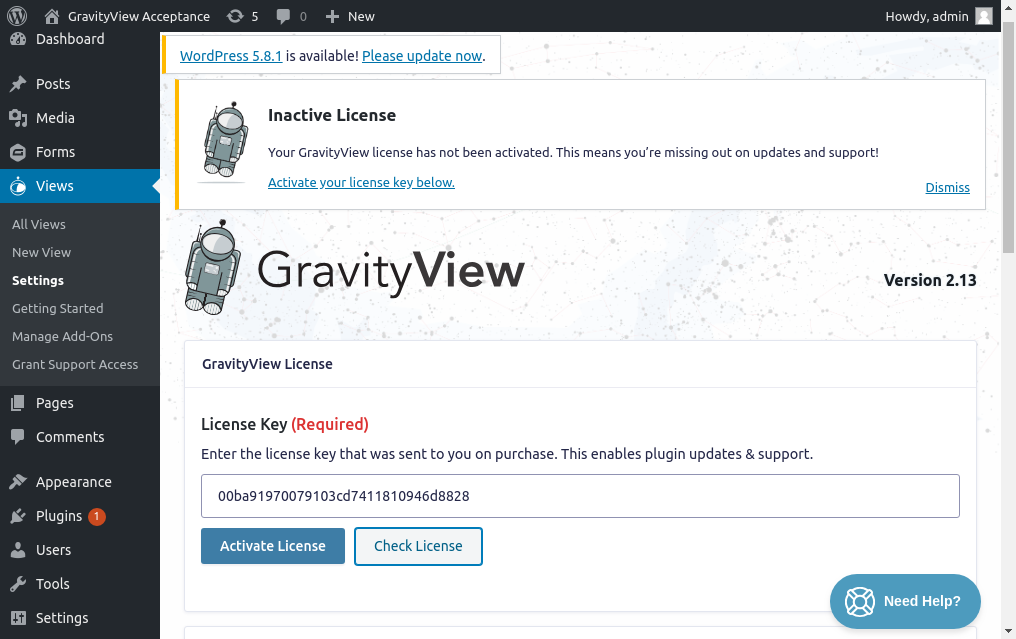 GravityView Acceptance 5 0 New Howdy, admin
Dashboard
Posts
Media
Forms
Views
All Views
New View
Settings
Getting Started
Manage Add-Ons
Grant Support Access
Pages
Comments
Appearance
Plugins 1
Users
Tools
Settings
WordPress 5.8.1 is available! Please update now.
Inactive License
Your GravityView license has not been activated. This means you’re missing out on updates and support!
Activate your license key below.
Dismiss
GravityView
Version 2.13
GravityView License
License Key (Required)
Enter the license key that was sent to you on purchase. This enables plugin updates & support.
00ba91970079103cd7411810946d8828
Activate License Check License
Need Help?